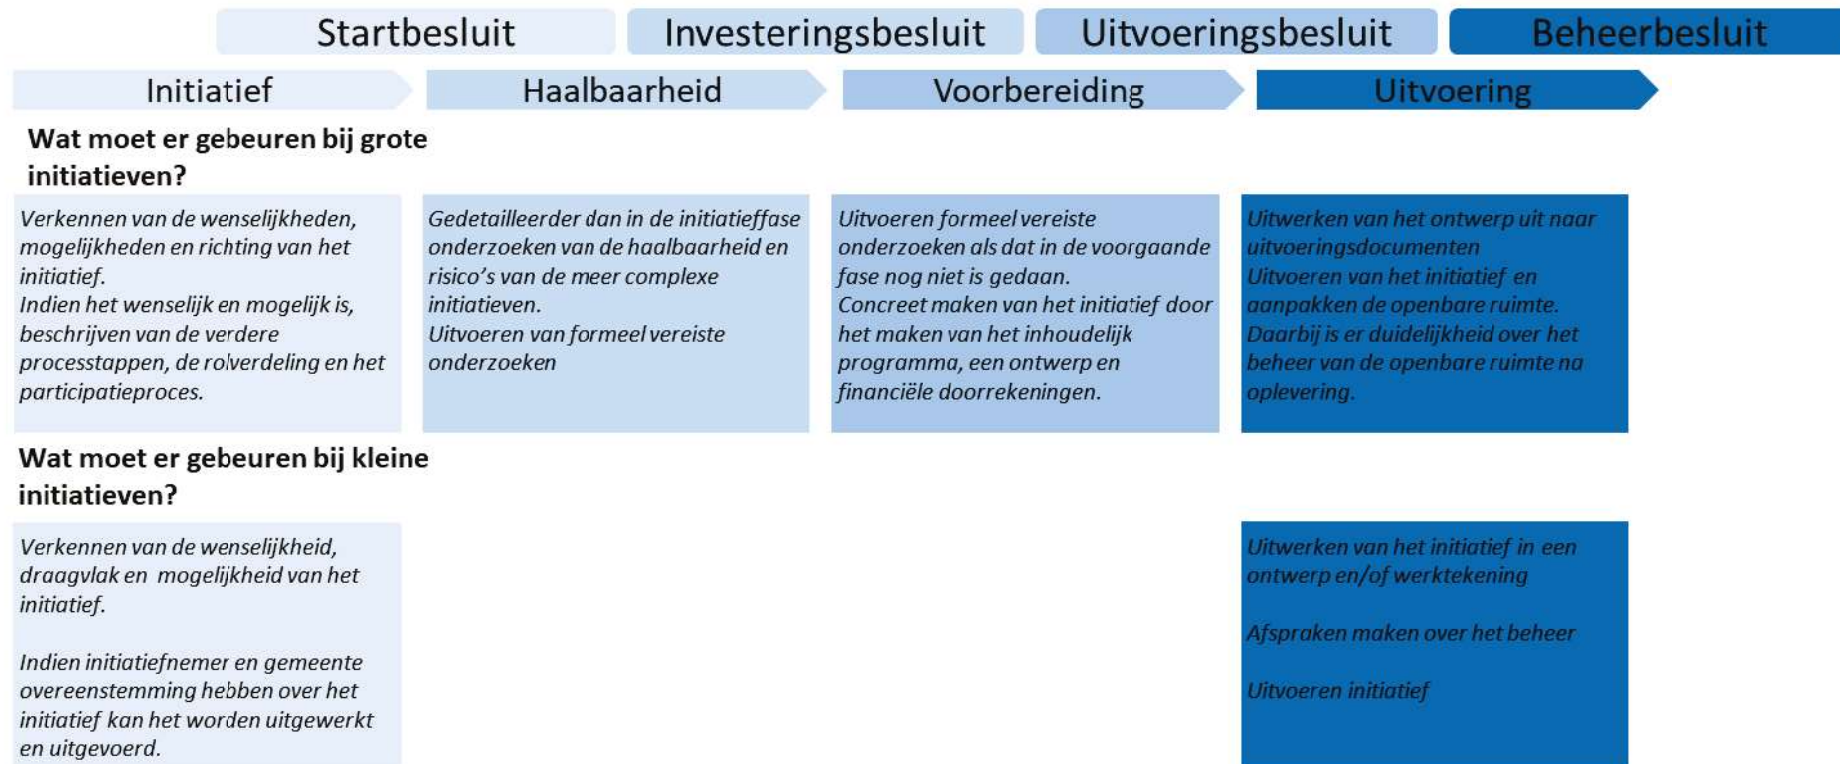 Startbesluit
Investeringsbesluit
Uitvoeringsbesluit
Beheerbesluit
Initiatief
Haalbaarheid
Voorbereiding
Uitvoering
Wat moet er gebeuren bij grote
initiatieven?
Verkennen van de wenselijkheden,
mogelijkheden en richting van het
initiatief.
Indien het wenselijk en mogelijk is,
beschrijven van de verdere
processtappen, de rolverdeling en het
participatieproces.
Gedetailleerder dan in de initiatieffase
onderzoeken van de haalbaarheid en
risico's van de meer complexe
initiatieven.
Uitvoeren van formeel vereiste
onderzoeken
Uitvoeren formeel vereiste
onderzoeken als dat in de voorgaande
fase nog niet is gedaan.
Concreet maken van het initiatief door
het maken van het inhoudelijk
programma, een ontwerp en
financiële doorrekeningen.
Uitwerken van het ontwerp uit naar
uitvoeringsdocumenten
Uitvoeren van het initiatief en
aanpakken de openbare ruimte.
Daarbij is er duidelijkheid over het
beheer van de openbare ruimte na
oplevering.
Wat moet er gebeuren bij kleine
initiatieven?
Verkennen van de wenselijkheid,
draagvlak en mogelijkheid van het
initiatief.
Indien initiatiefnemer en gemeente
overeenstemming hebben over het
initiatief kan het worden uitgewerkt
en uitgevoerd.
Uitwerken van het initiatief in een
ontwerp en/of werktekening
Afspraken maken over het beheer
Uitvoeren initiatief